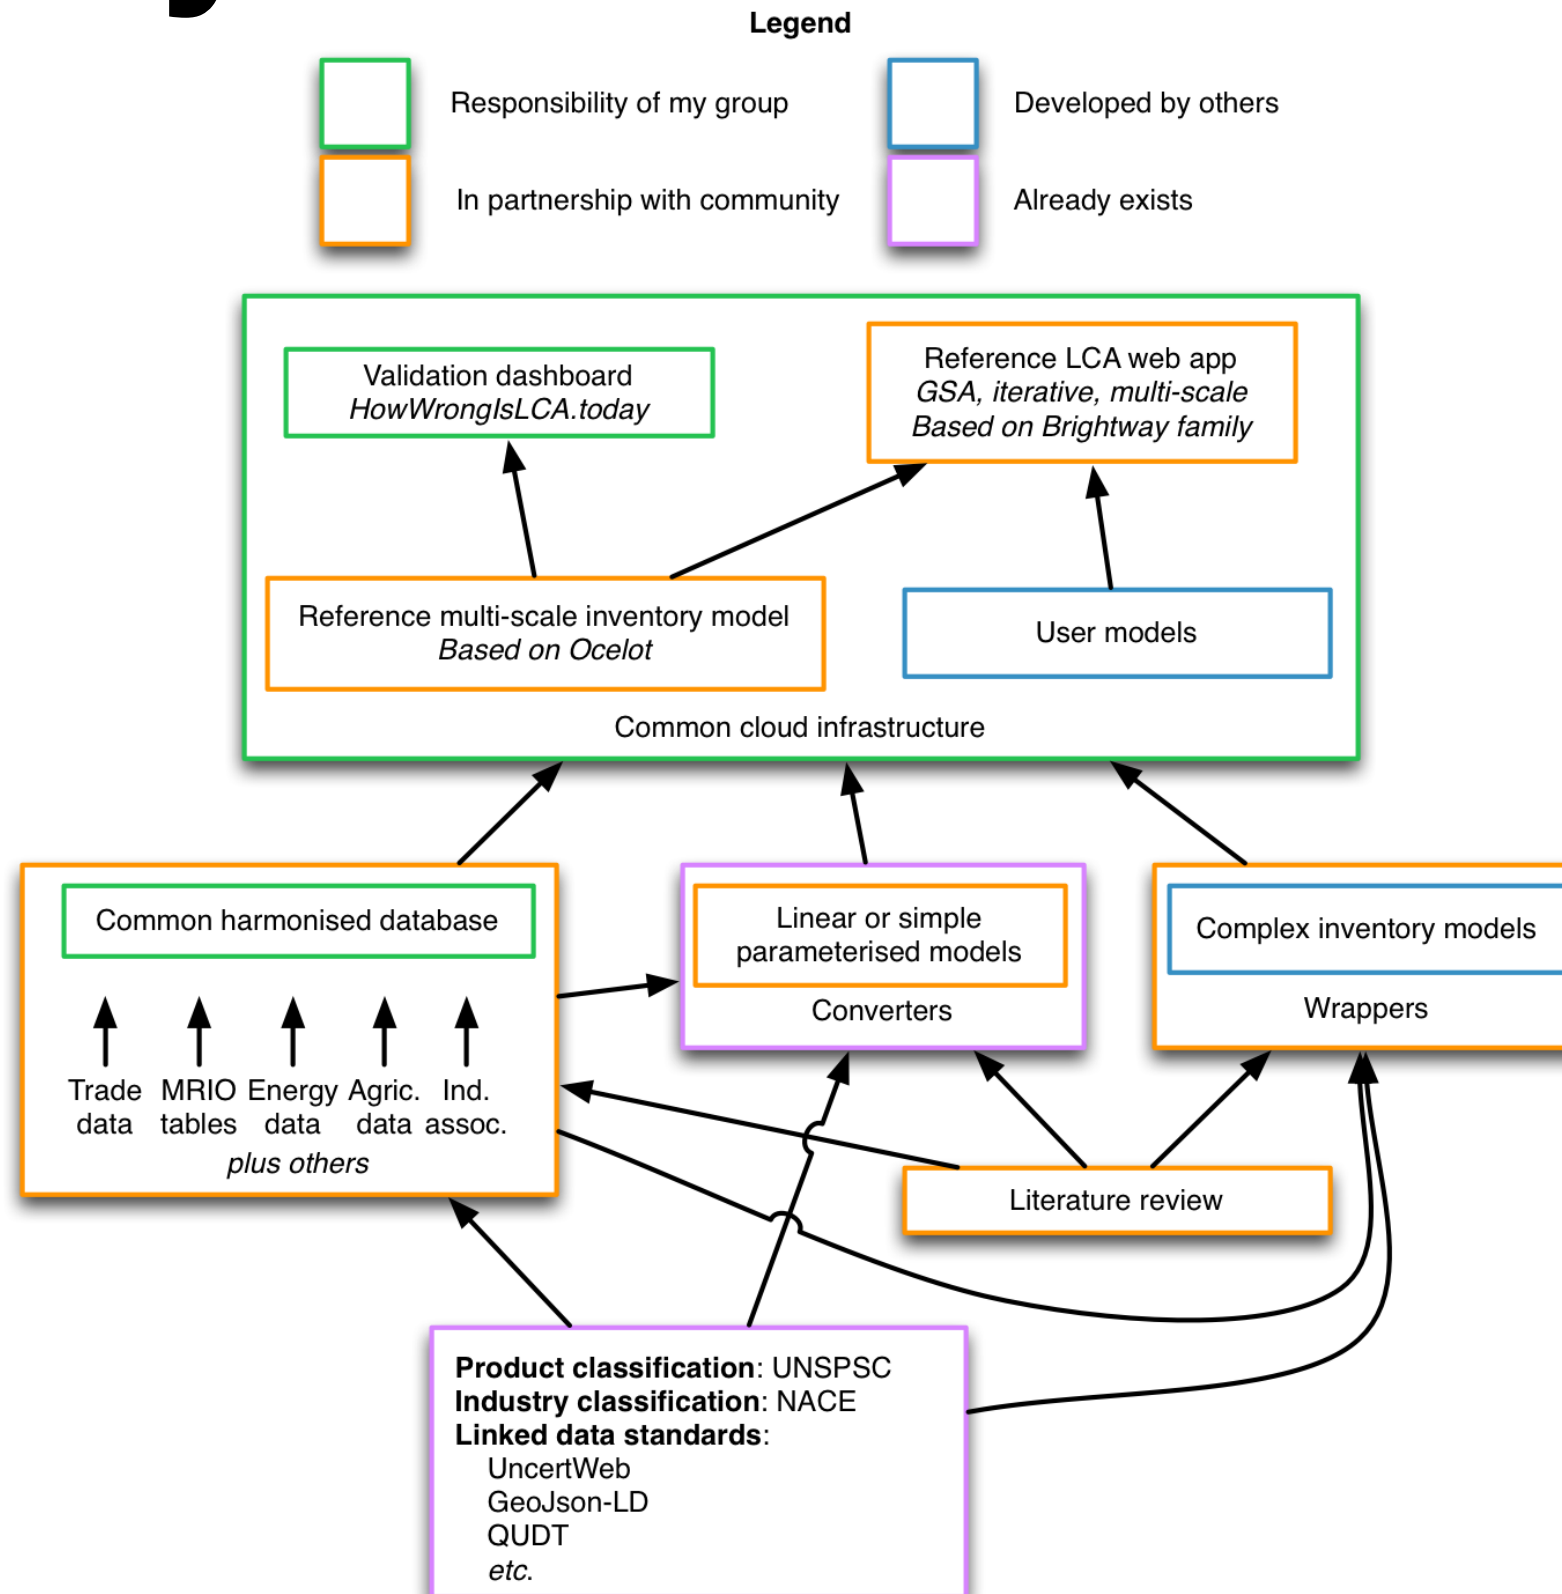 Legend
Responsibility of my group
Developed by others
In partnership with community
Already exists
Validation dashboard
HowWrongIsLCA.today
Reference LCA web app
GSA, iterative, multi-scale
Based on Brightway family
Reference multi-scale inventory model
Based on Ocelot
User models
Common cloud infrastructure
Common harmonised database
Trade data
MRIO tables
Energy data
Agric. data
Ind. assoc.
plus others
Linear or simple
parameterised models
Converters
Complex inventory models
Wrappers
Literature review
Product classification: UNSPSC
Industry classification: NACE
Linked data standards:
UncertWeb
GeoJson-LD
QUDT
etc.